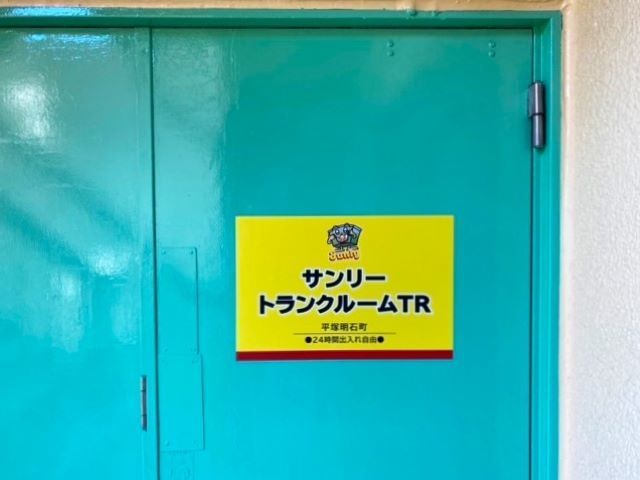 サンリー
トランクルームTR
平塚明石町
●24時間出入れ自由●